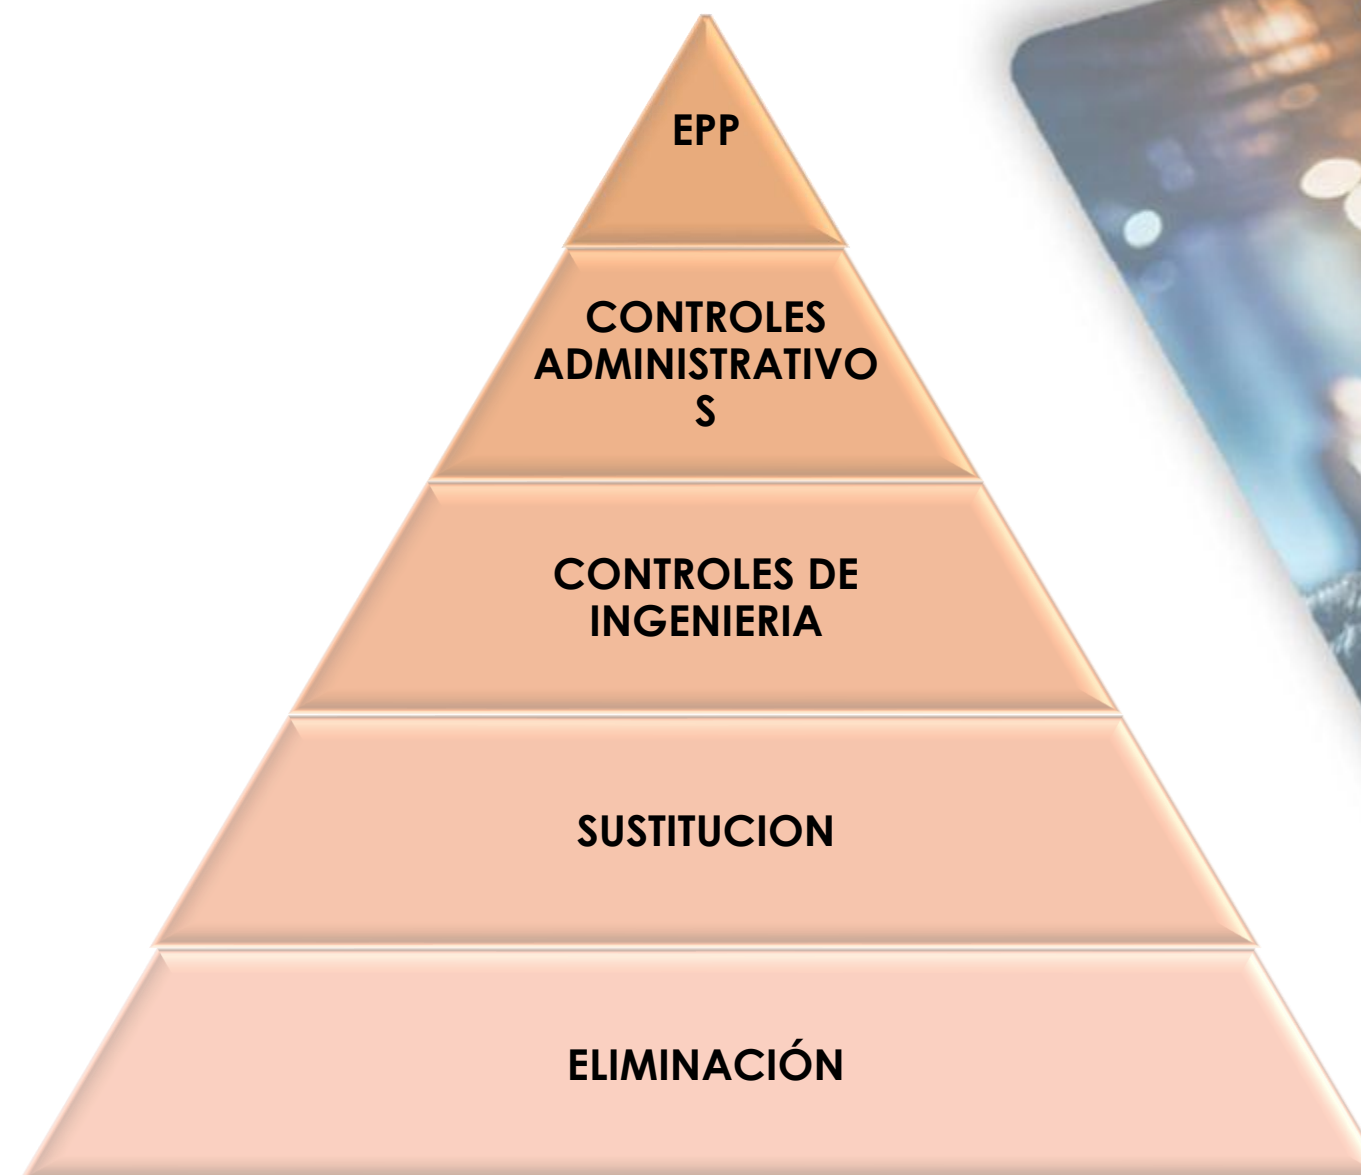 EPP
CONTROLES
ADMINISTRATIVO
S
CONTROLES DE
INGENIERIA
SUSTITUCION
ELIMINACIÓN